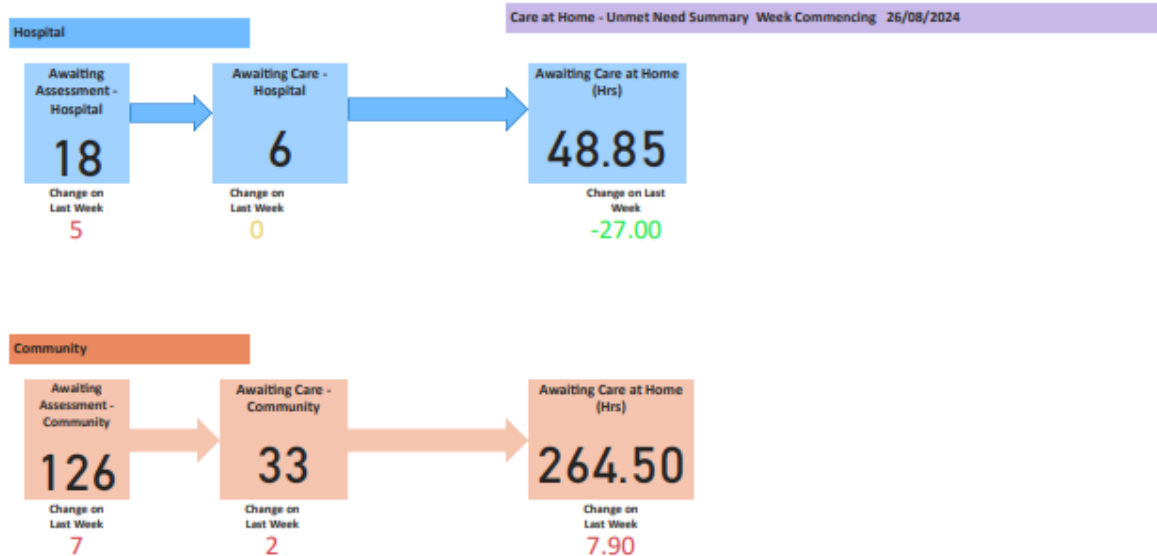 Care at Home - Unmet Need Summary  Week Commencing  26/08/2024
Hospital
Awaiting
Assessment -
Hospital
18
Change on
Last Week
5
Awaiting Care -
Hospital
6
Change on
Last Week
0
Awaiting Care at Home
(Hrs)
48.85
Change on Last
Week
-27.00
Community
Awaiting
Assessment -
Community
126
Change on
Last Week
7
Awaiting Care -
Community
33
Change on
Last Week
2
Awaiting Care at Home
(Hrs)
264.50
Change on
Last Week
7.90